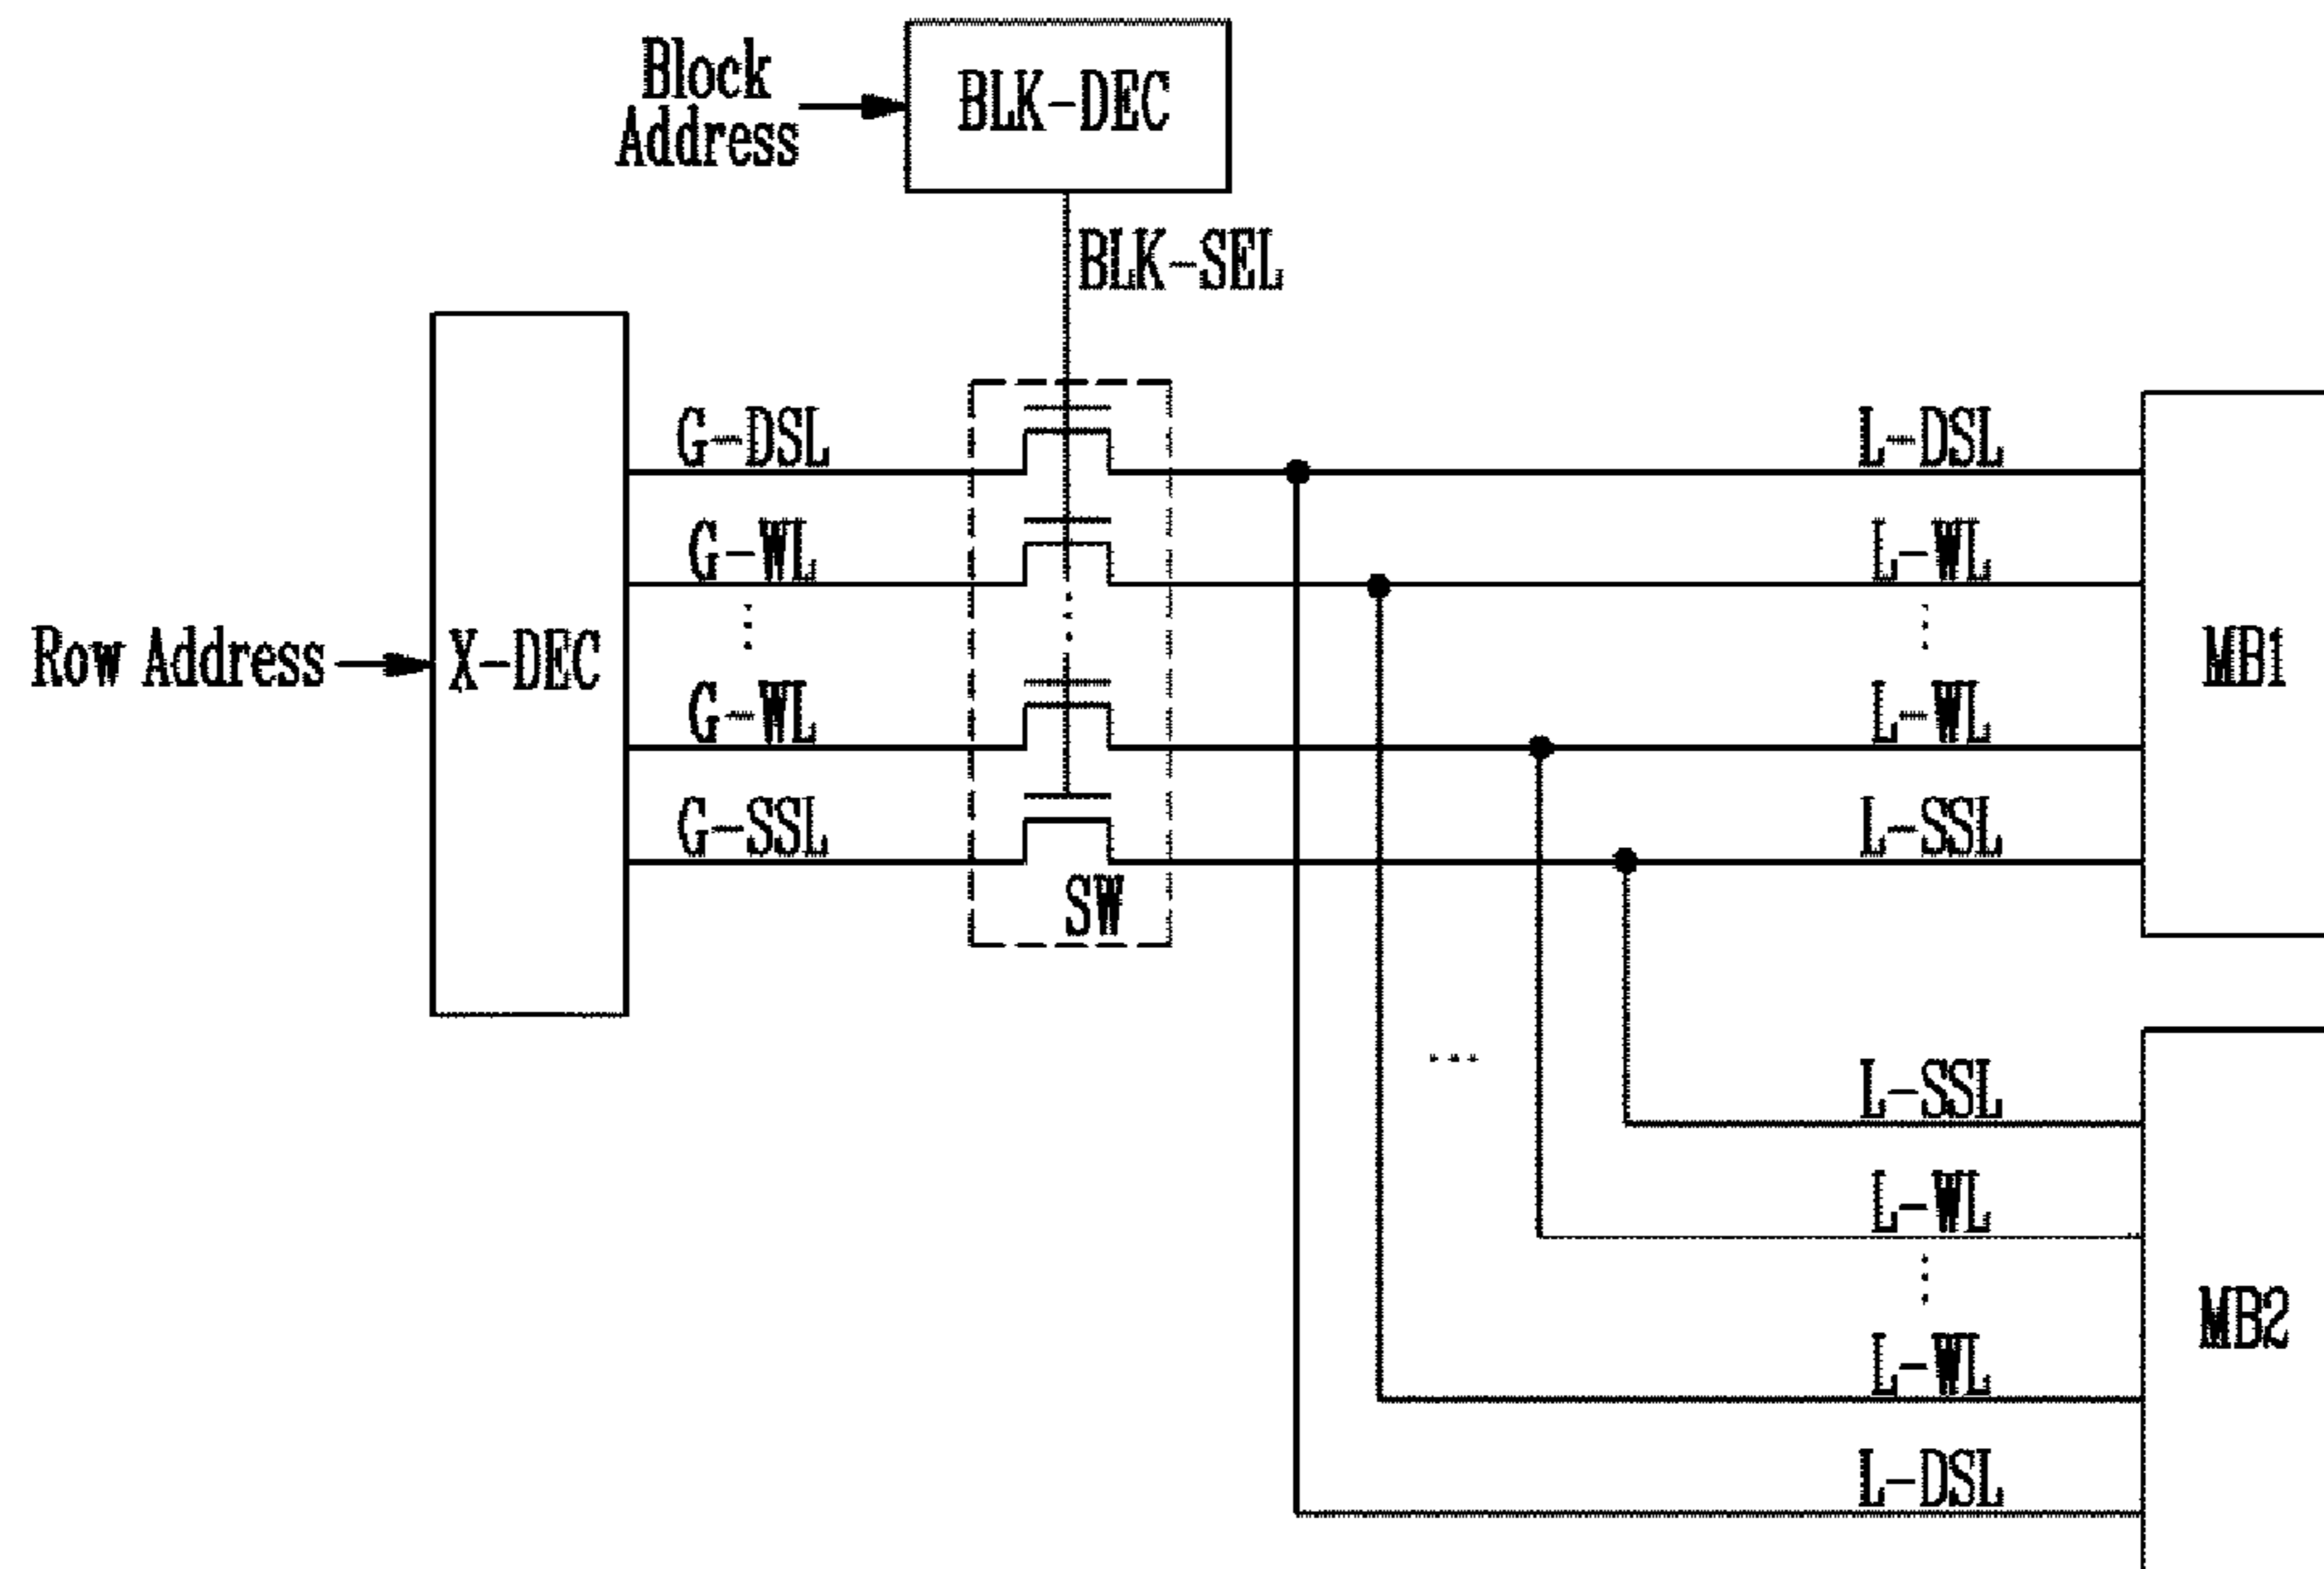 Block
Address
BLK-DEC
BLK-SEL
G-DSL
L-DSL
G-WL
L-WL
Row Address
X-DEC
MB1
G-WL
L-WL
G-SSL
L-SSL
SW
L-SSL
L-WL
MB2
L-WL
L-DSL